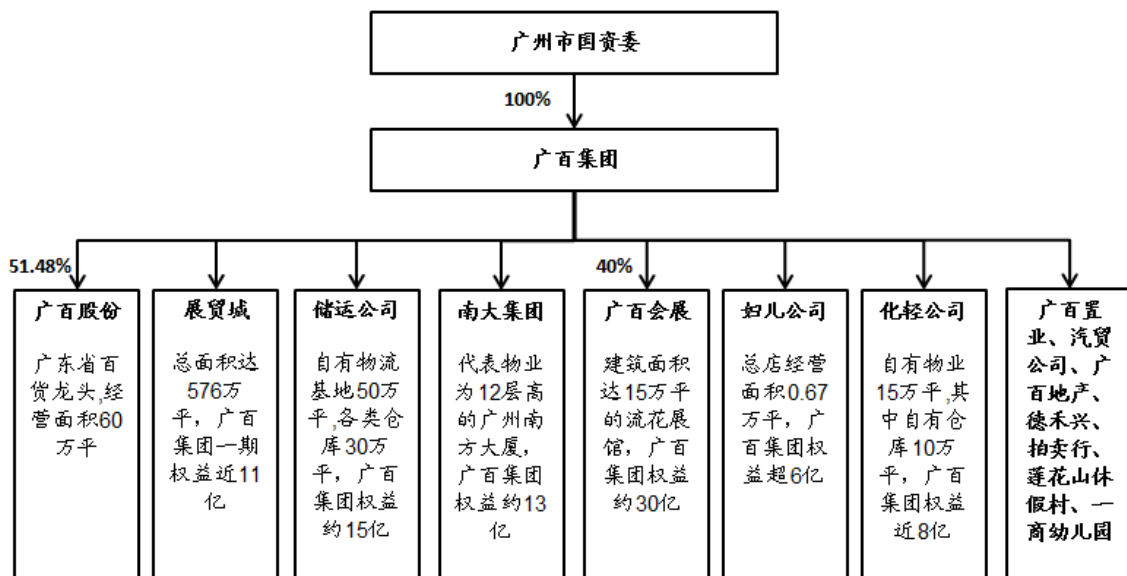 广州市国资委
100%
广百集团
51.48%
40%
广百股份
广东省百
货龙头,经
营面积60
万平
展贸城
总面积达
576万
平，广百
集团一期
权益近11
亿
储运公司
自有物流
基地50万
平,各类仓
库30万
平，广百
集团权益
约15亿
南大集团
代表物业
为12层高
的广州南
方大厦，
广百集团
权益约13
亿
广百会展
建筑面积
达15万平
的流花展
馆，广百
集团权益
约30亿
妇儿公司
总店经营
面积0.67
万平，广
百集团权
益超6亿
化轻公司
自有物业
15万平,其
中自有仓
库10万
平，广百
集团权益
近8亿
广百置
业、汽贸
公司、广
百地产、
德禾兴、
拍卖行、
莲花山休
假村、一
商幼儿园